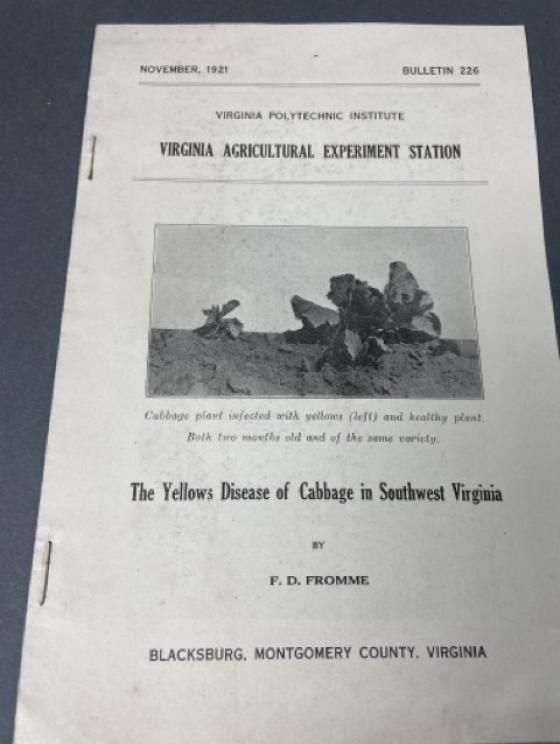 NOVEMBER, 1921 BULLETIN 226
VIRGINIA POLYTECHNIC INSTITUTE
VIRGINIA AGRICULTURAL EXPERIMENT STATION
Cabbage plant infected with yellows (left) and healthy plant.
Both two months old and of the same variety.
The Yellows Disease of Cabbage in Southwest Virginia
BY
F. D. FROMME
BLACKSBURG, MONTGOMERY COUNTY, VIRGINIA